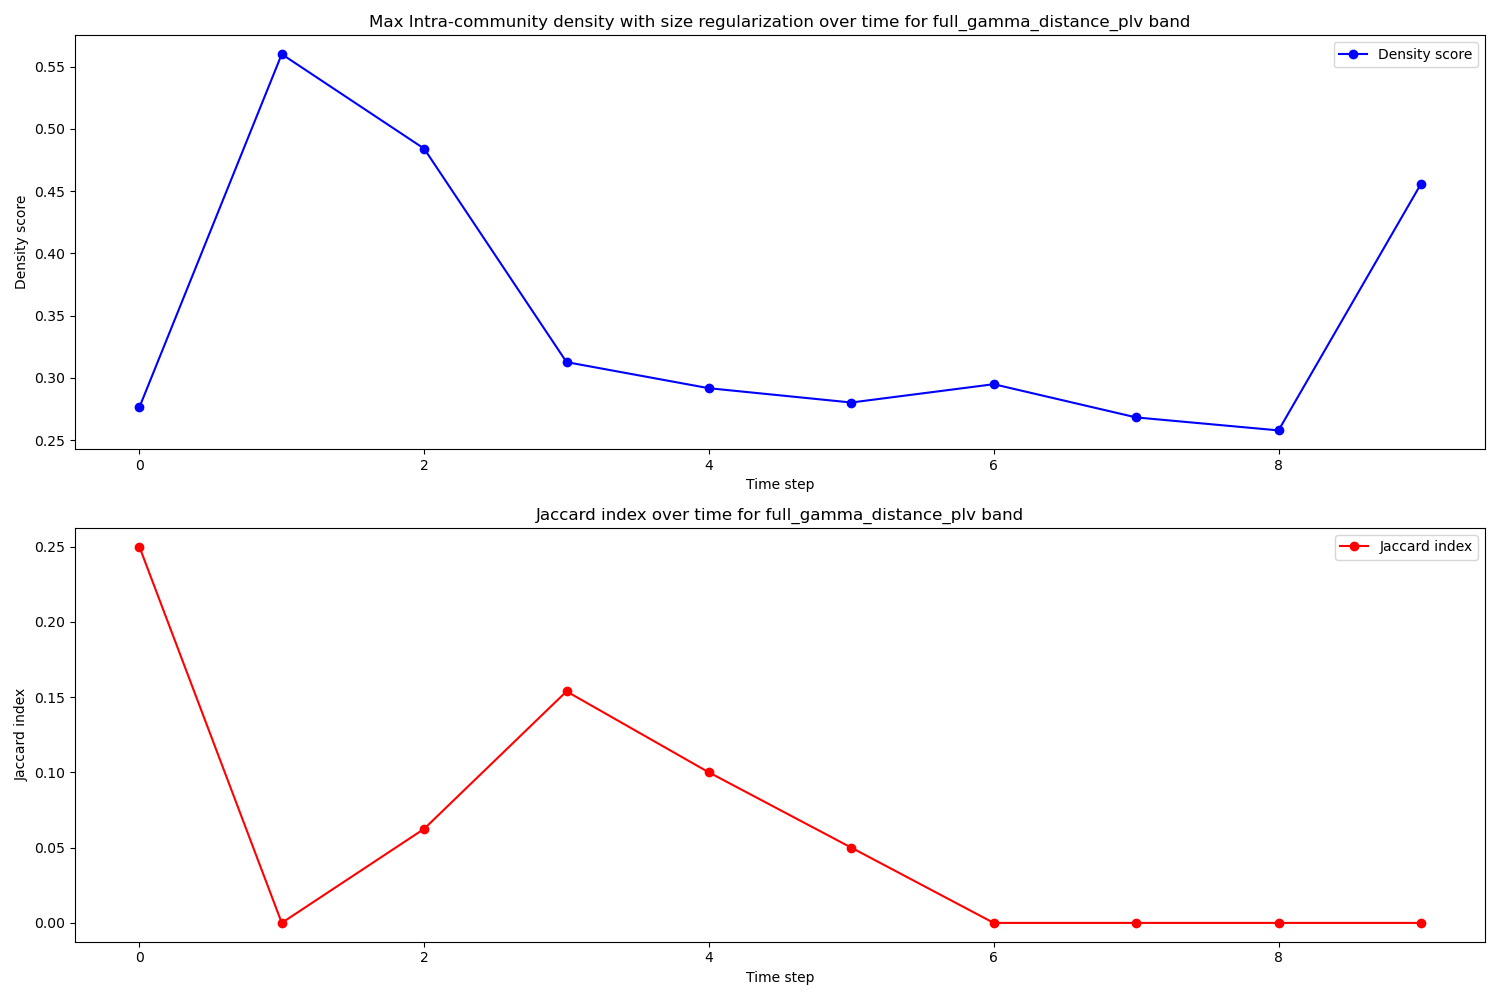 Max Intra-community density with size regularization over time for full_gamma_distance_plv band
Density score
0.55
0.50
0.45
0.40
0.35
0.30
0.25
Density score
0 2 4 6 8
Time step
Jaccard index over time for full_gamma_distance_plv band
Jaccard index
0.25
0.20
0.15
0.10
0.05
0.00
Jaccard index
0 2 4 6 8
Time step